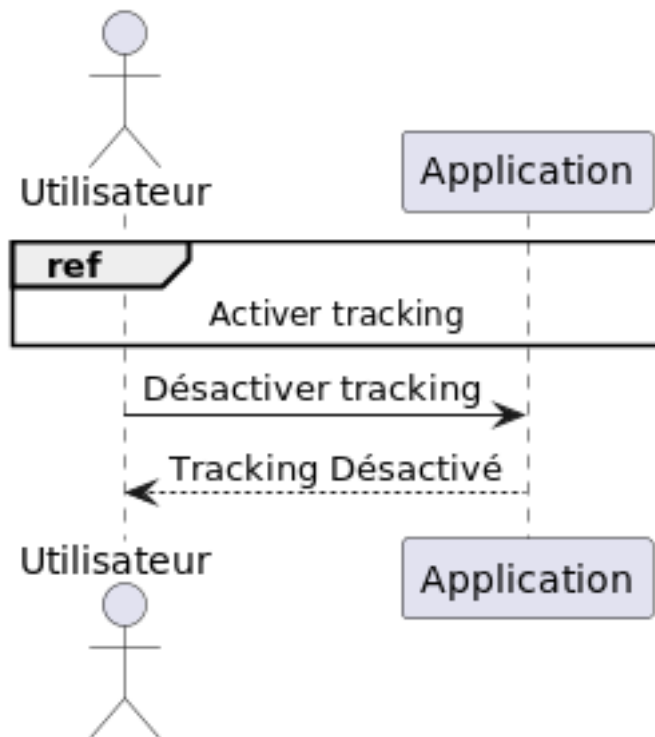 Utilisateur
Application
ref
Activer tracking
Désactiver tracking
Tracking Désactivé
Utilisateur
Application